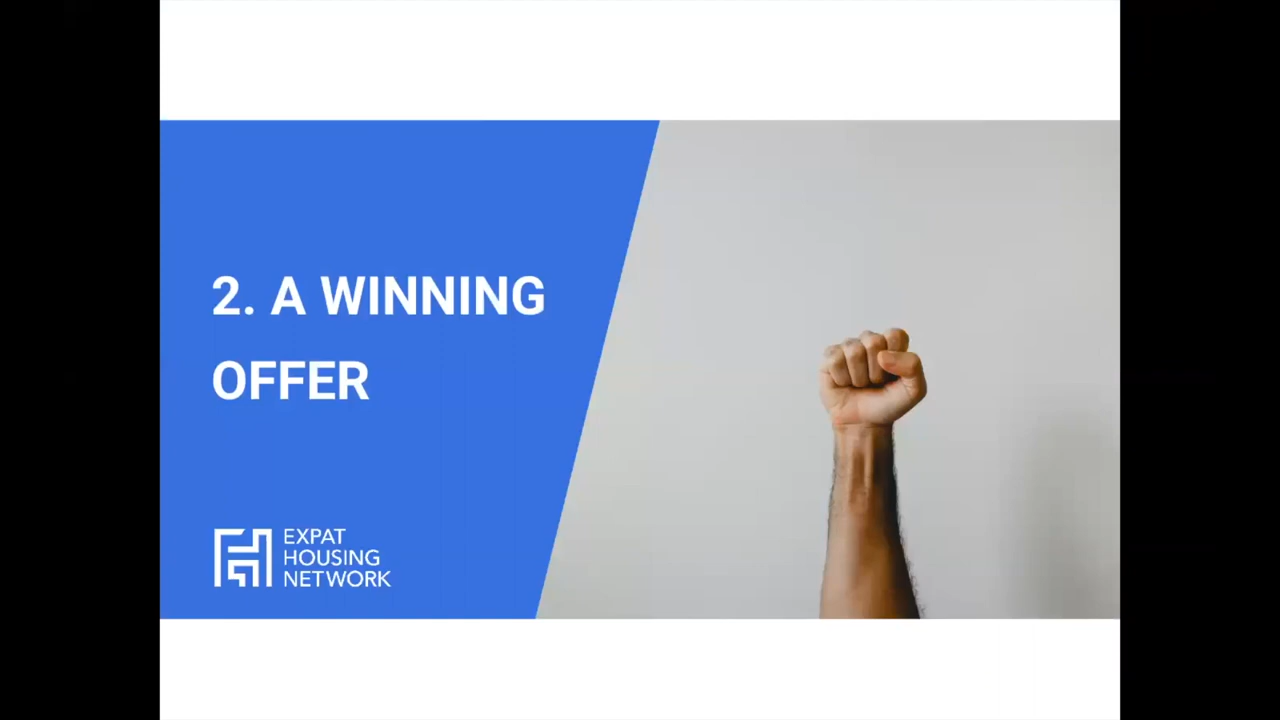 2. A WINNING
OFFER
EXPAT
HOUSING
NETWORK